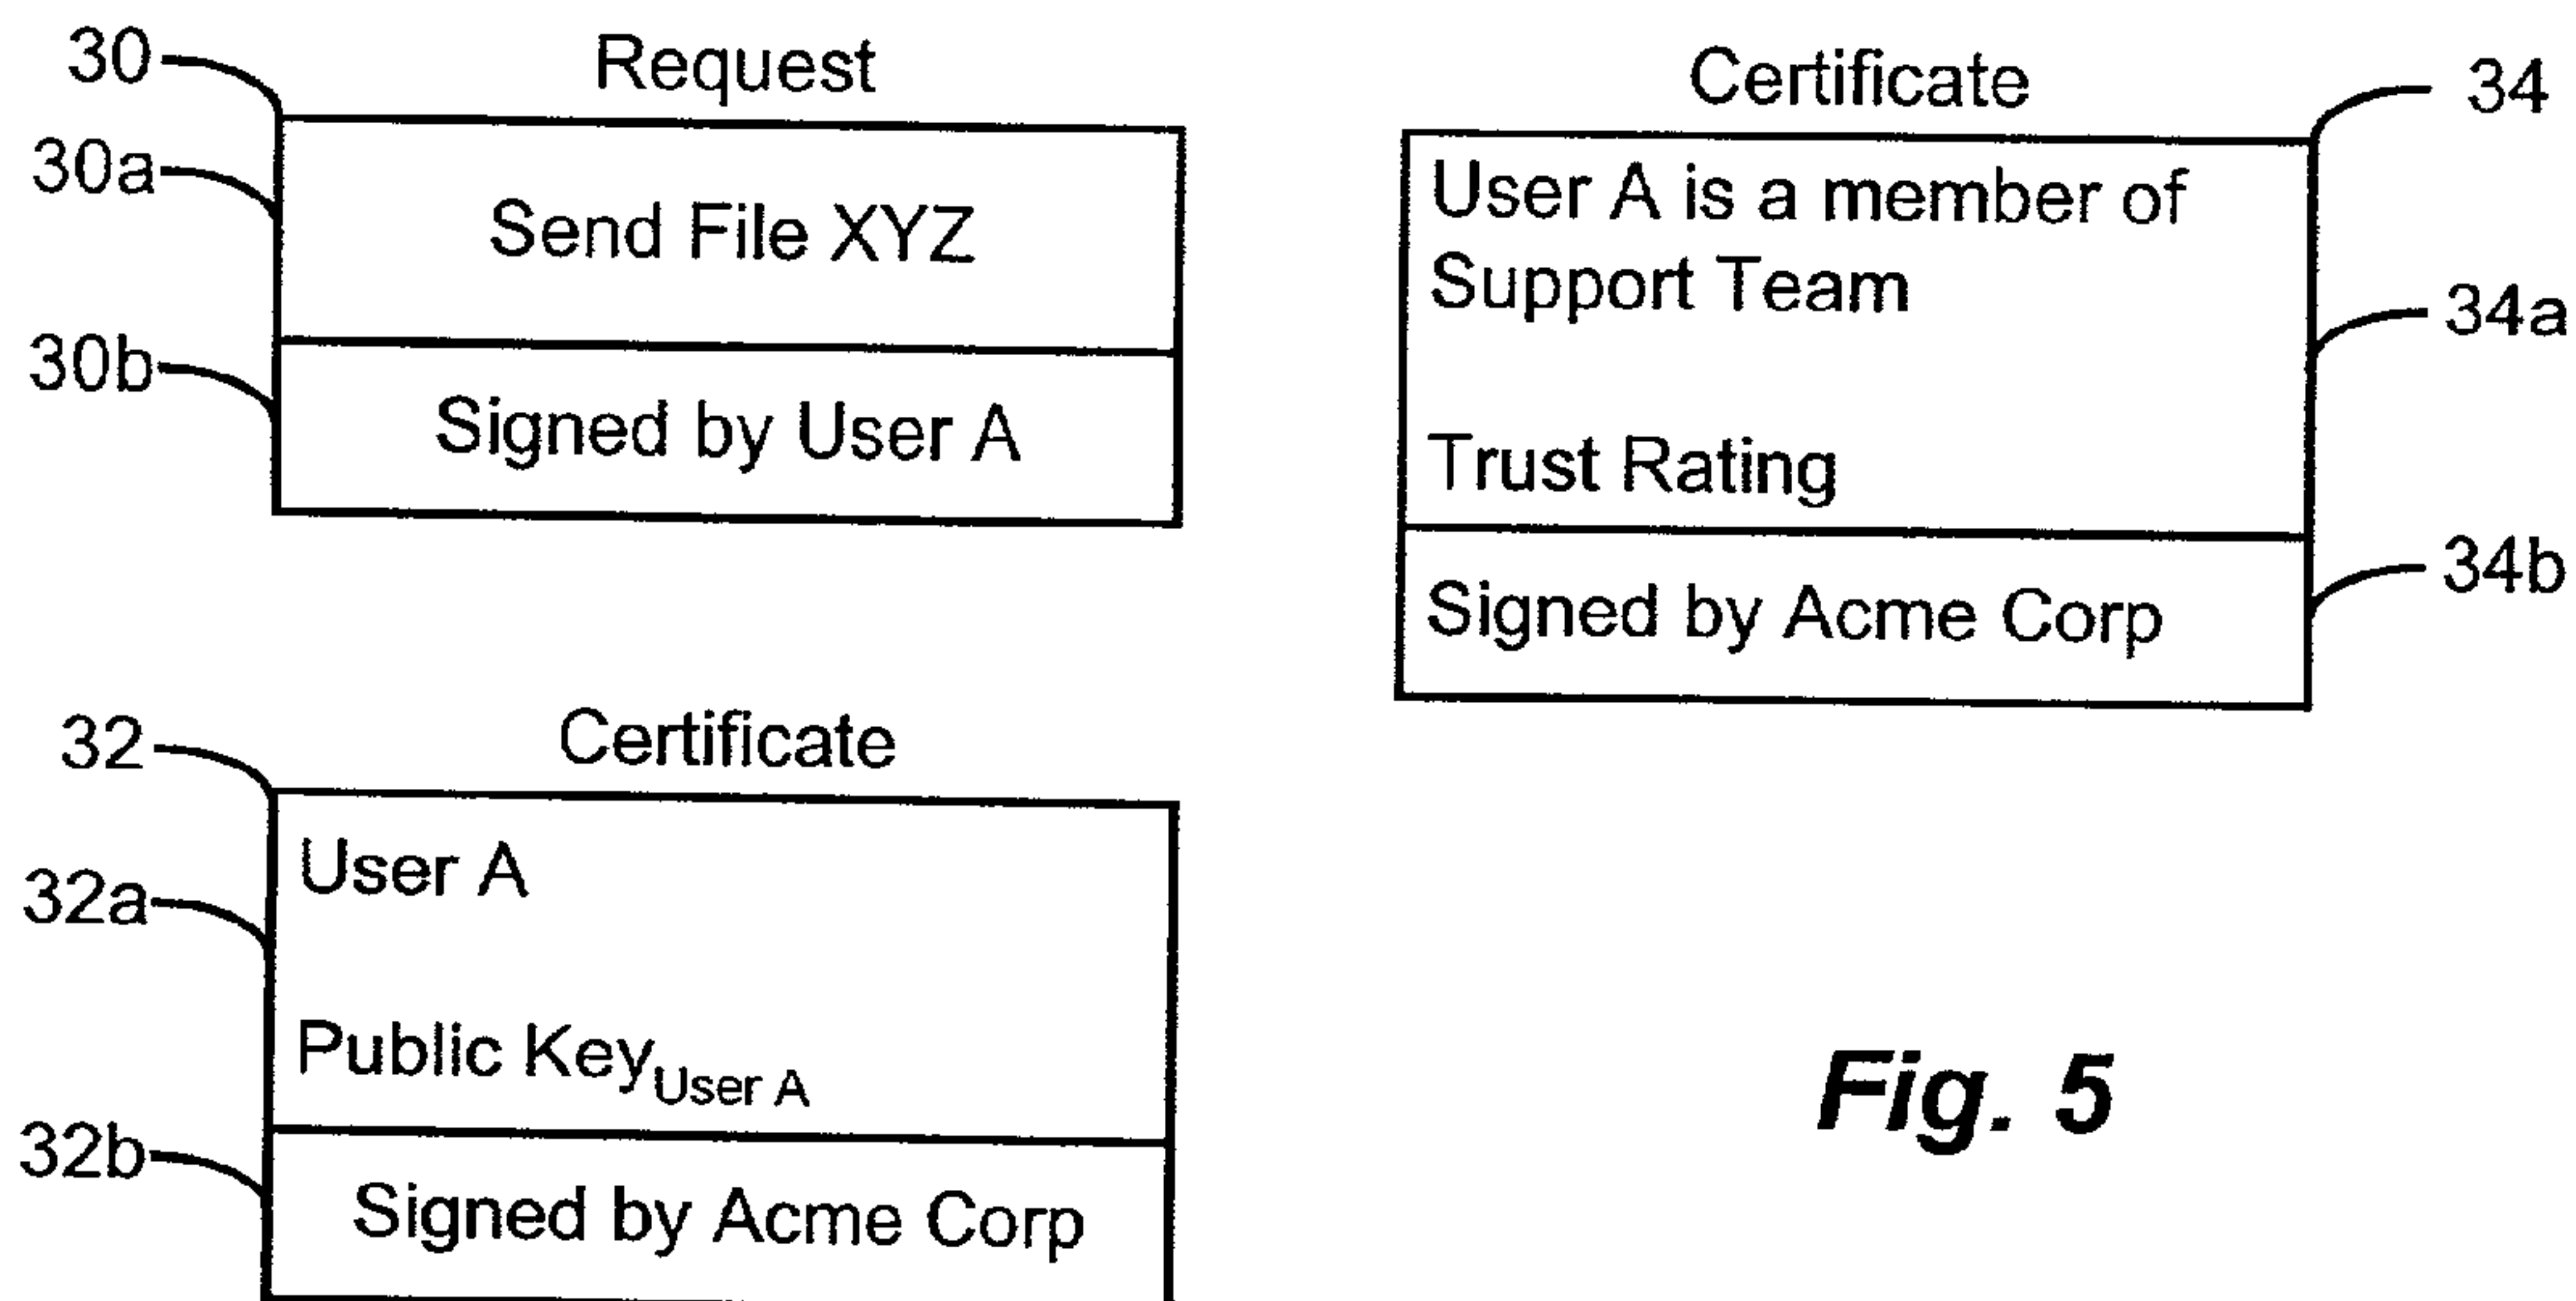 30
Request
30a
Send File XYZ
30b
Signed by User A
Certificate
34
User A is a member of
Support Team
34a
Trust Rating
34b
Signed by Acme Corp
32
Certificate
32a
User A
Public Key User A
32b
Signed by Acme Corp
Fig. 5